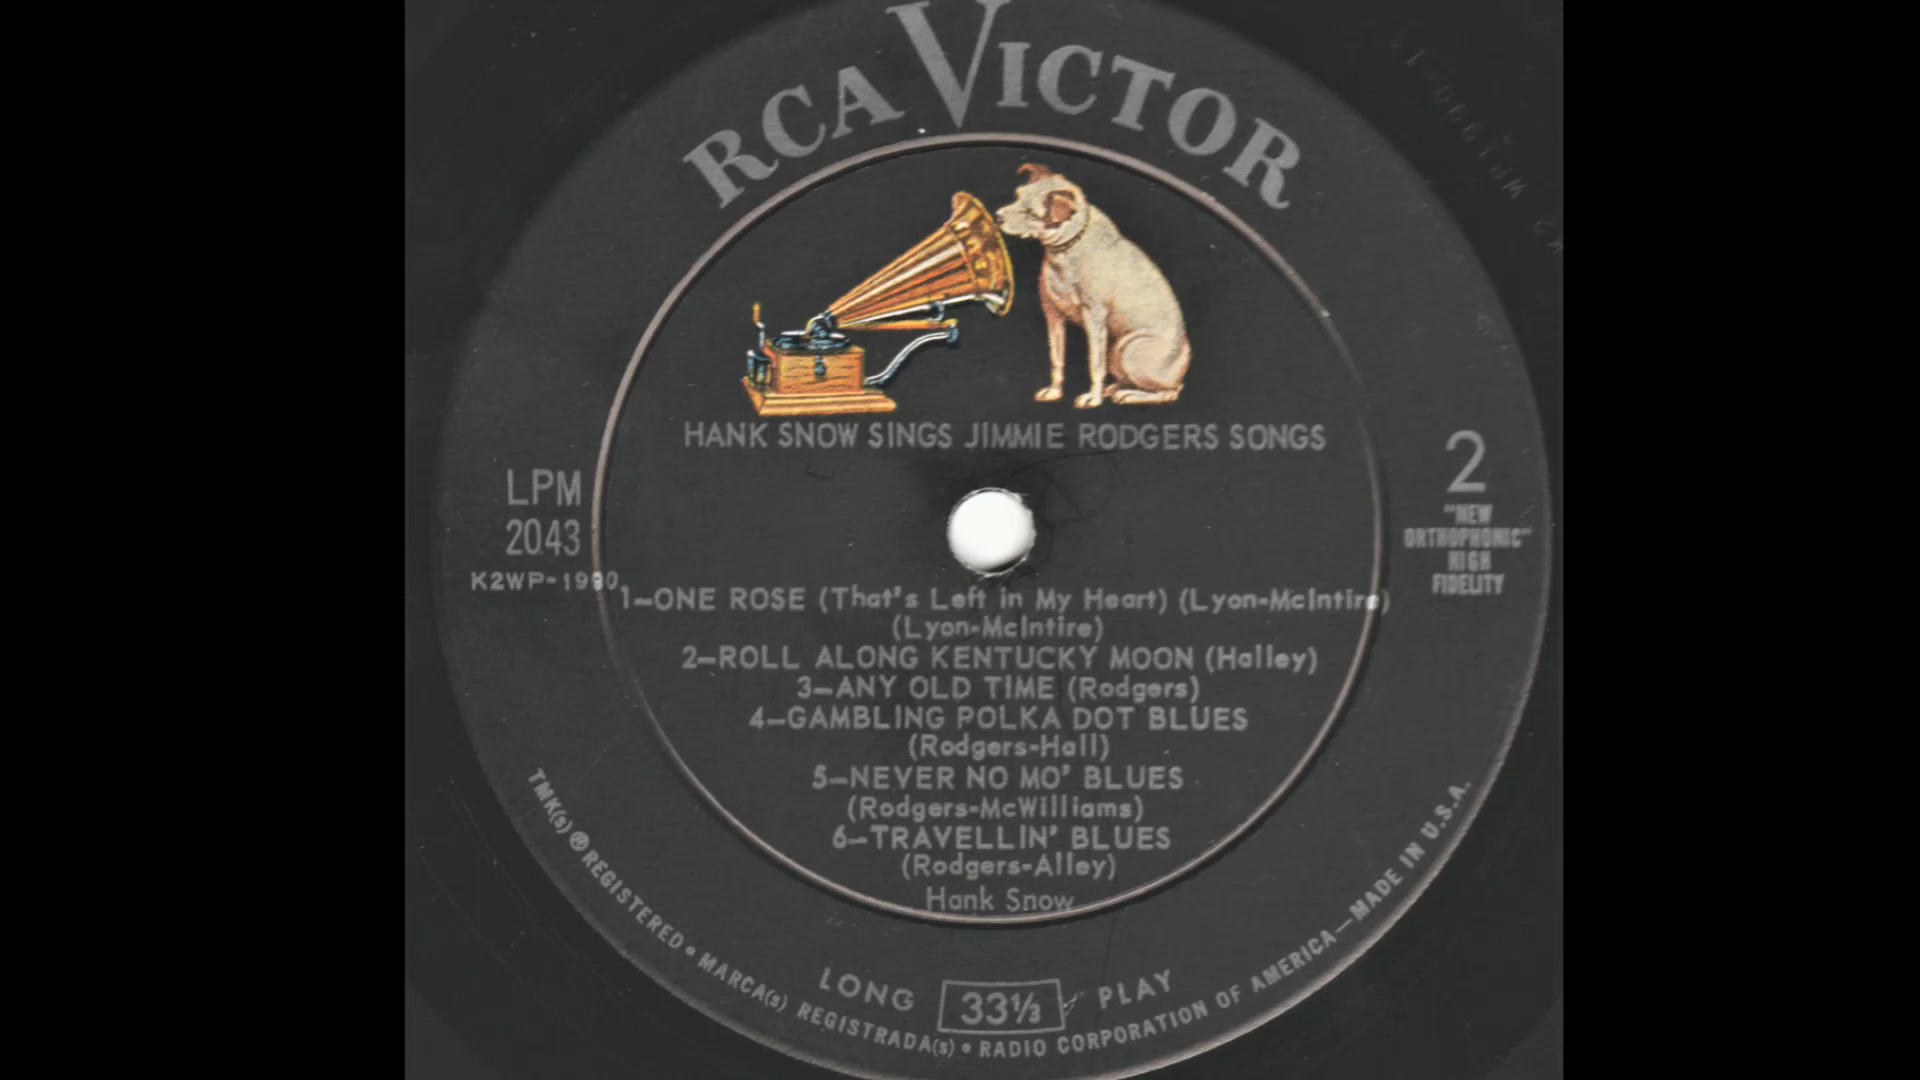 RCA VICTOR
HANK SNOW SINGS JIMMIE RODGERS SONGS
LPM
2043
K2WP-1990
2
"NEW
ORTHOPHONIC"
HIGH
FIDELITY
1—ONE ROSE (That's Left in My Heart) (Lyon-McIntire)
(Lyon-McIntire)
2—ROLL ALONG KENTUCKY MOON (Halley)
3—ANY OLD TIME (Rodgers)
4—GAMBLING POLKA DOT BLUES
(Rodgers-Hall)
5—NEVER NO MO' BLUES
(Rodgers-McWilliams)
6—TRAVELLIN' BLUES
(Rodgers-Alley)
Hank Snow
LONG 33⅓ PLAY
TMK(s) ® REGISTERED • MARCA(s) REGISTRADA(s) • RADIO CORPORATION OF AMERICA—MADE IN U.S.A.